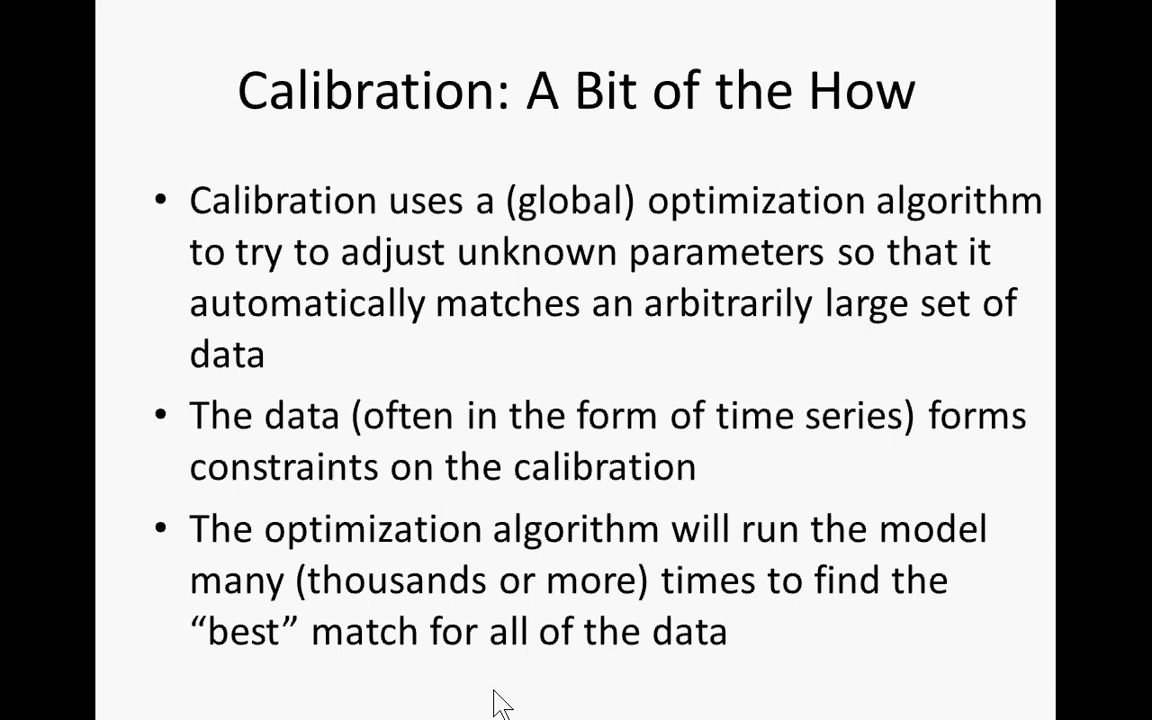 Calibration: A Bit of the How
• Calibration uses a (global) optimization algorithm
to try to adjust unknown parameters so that it
automatically matches an arbitrarily large set of
data
• The data (often in the form of time series) forms
constraints on the calibration
• The optimization algorithm will run the model
many (thousands or more) times to find the
“best” match for all of the data